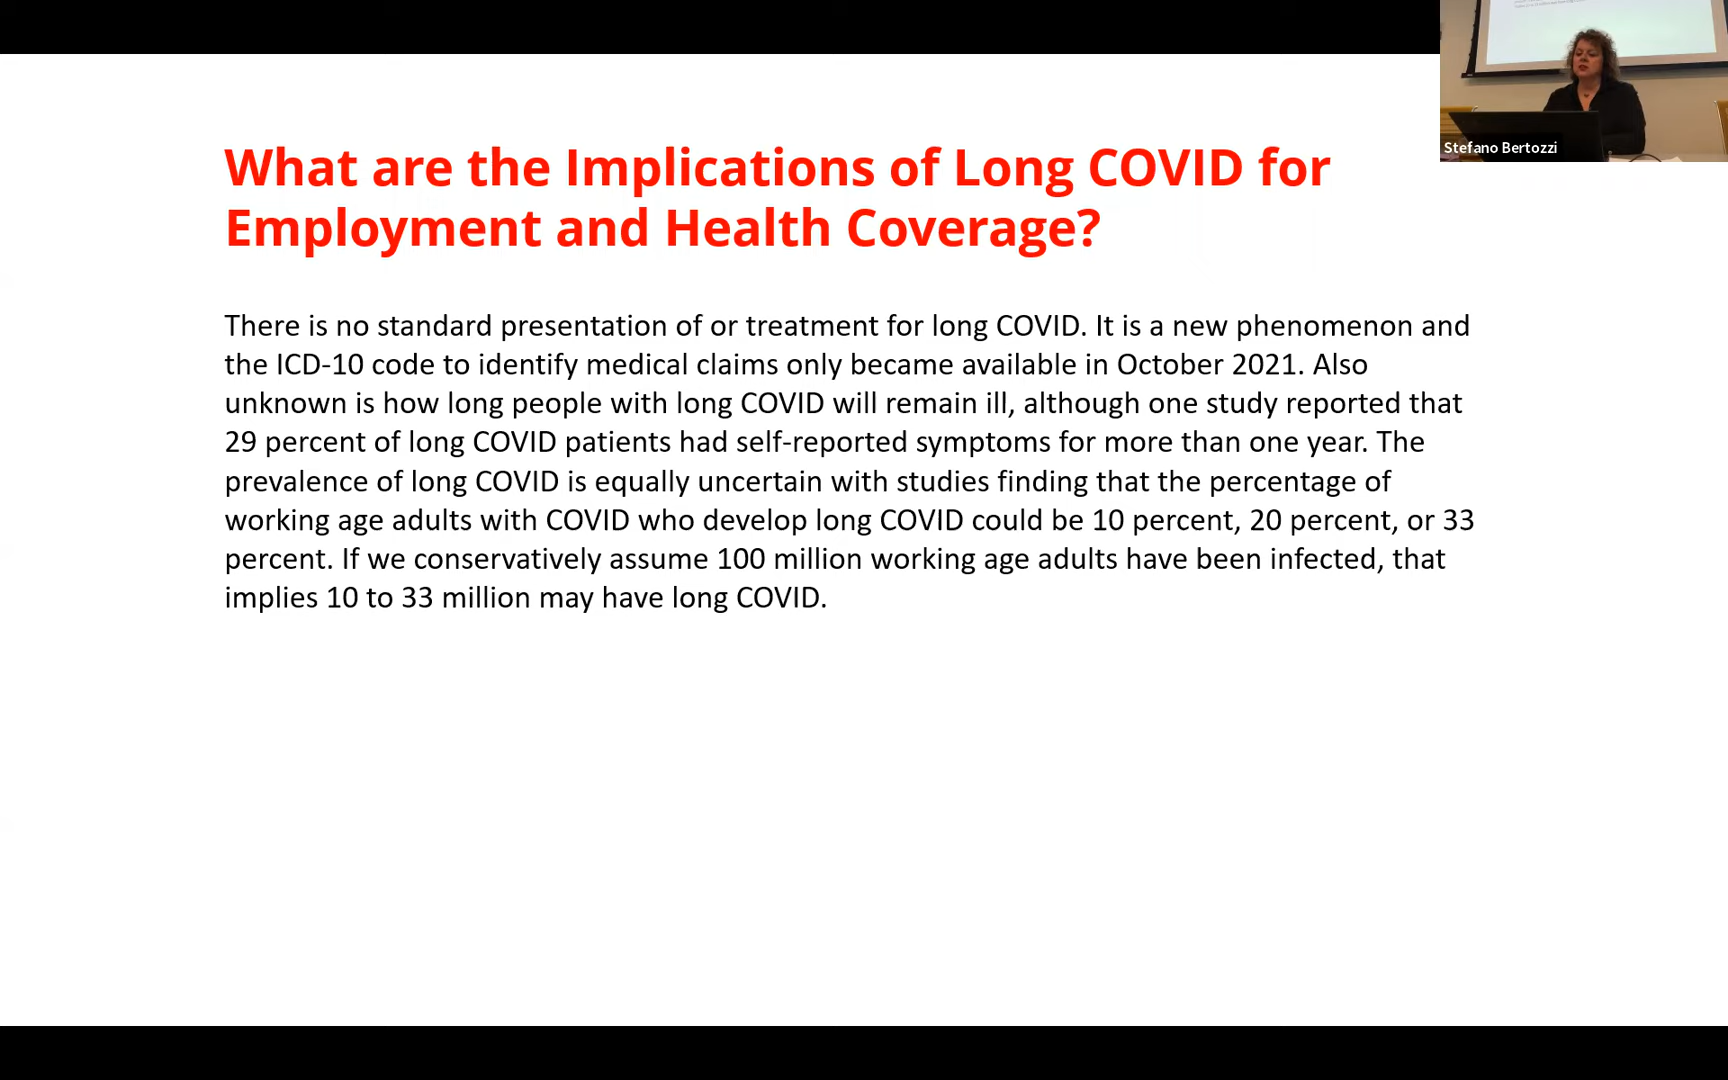 What are the Implications of Long COVID for
Employment and Health Coverage?
There is no standard presentation of or treatment for long COVID. It is a new phenomenon and
the ICD-10 code to identify medical claims only became available in October 2021. Also
unknown is how long people with long COVID will remain ill, although one study reported that
29 percent of long COVID patients had self-reported symptoms for more than one year. The
prevalence of long COVID is equally uncertain with studies finding that the percentage of
working age adults with COVID who develop long COVID could be 10 percent, 20 percent, or 33
percent. If we conservatively assume 100 million working age adults have been infected, that
implies 10 to 33 million may have long COVID.
Stefano Bertozzi